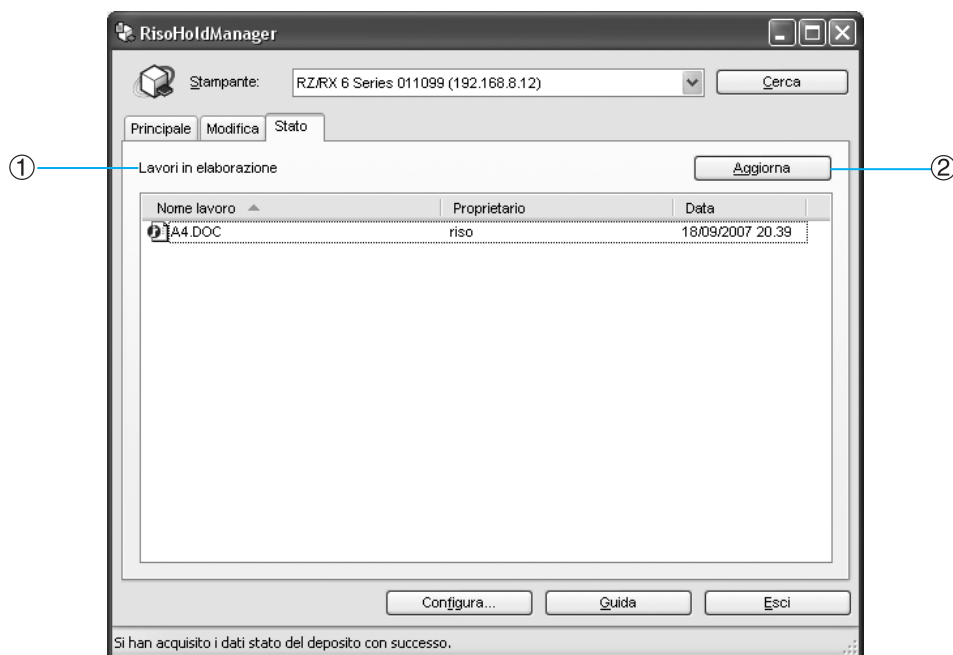 RisoHoldManager
Stampante: RZ/RX 6 Series 011099 (192.168.8.12) Cerca
Principale Modifica Stato
① Lavori in elaborazione Aggiorna ②
Nome lavoro Proprietario Data
A4.DOC riso 18/09/2007 20.39
Configura... Guida Esci
Si han acquisito i dati stato del deposito con successo.